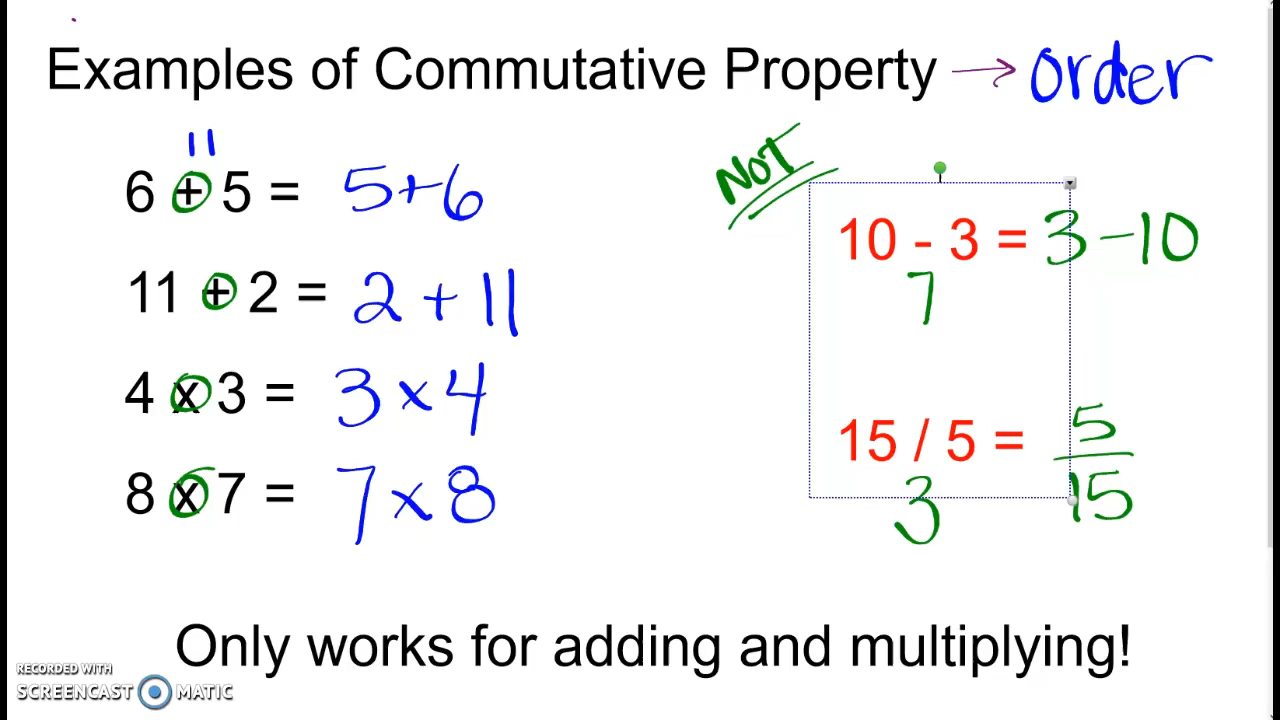 Examples of Commutative Property → order
11
6 + 5 = 5+6
11 + 2 = 2 + 11
4 x 3 = 3 x 4
8 x 7 = 7 x 8
NOT
10 - 3 = 3 - 10
7
15 / 5 = 5/15
3
Only works for adding and multiplying!
RECORDED WITH
SCREENCAST MATIC